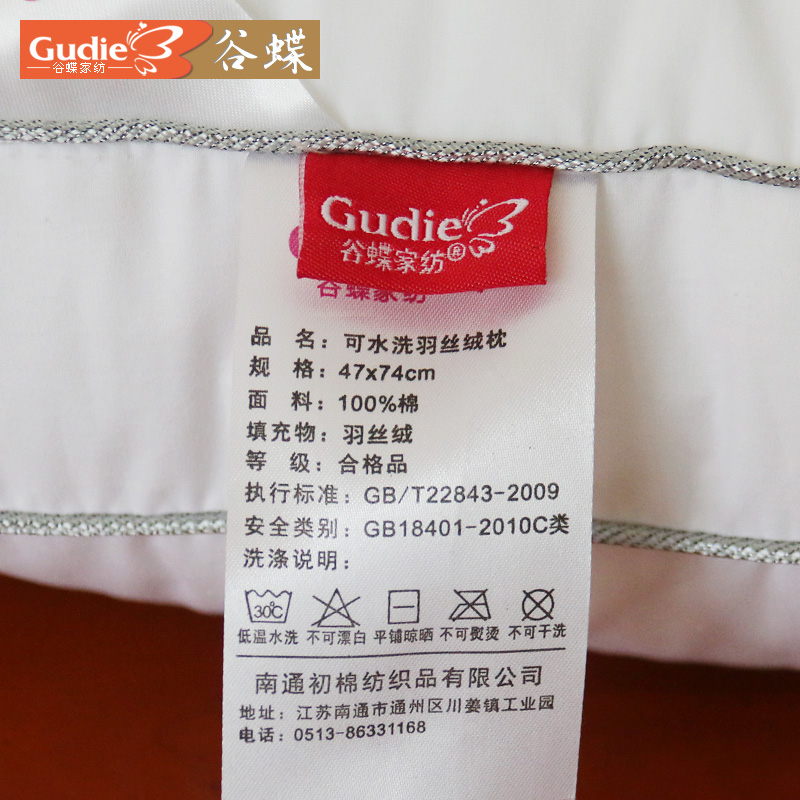 Gudie
谷蝶家纺
谷蝶
Gudie
谷蝶家纺®
谷蝶家纺
品 名：可水洗羽丝绒枕
规 格：47x74cm
面 料：100%棉
填充物：羽丝绒
等 级：合格品
执行标准：GB/T22843-2009
安全类别：GB18401-2010C类
洗涤说明：
30℃
低温水洗 不可漂白 平铺晾晒 不可熨烫 不可干洗
南通初棉纺织品有限公司
地址：江苏南通市通州区川姜镇工业园
电话：0513-86331168